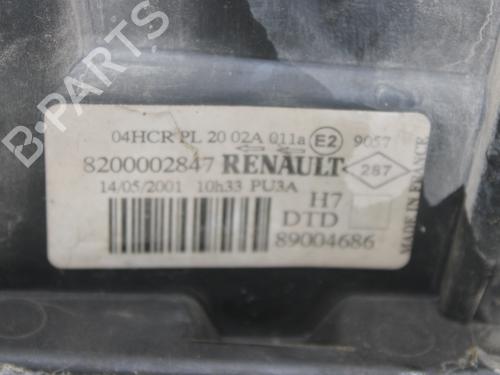 B-PARTS
04HCR PL 20 02A 011a E2 9057
8200002847 RENAULT 287
14/05/2001 10h33 PU3A
H7
DTD
89004686
MADE IN FRANCE